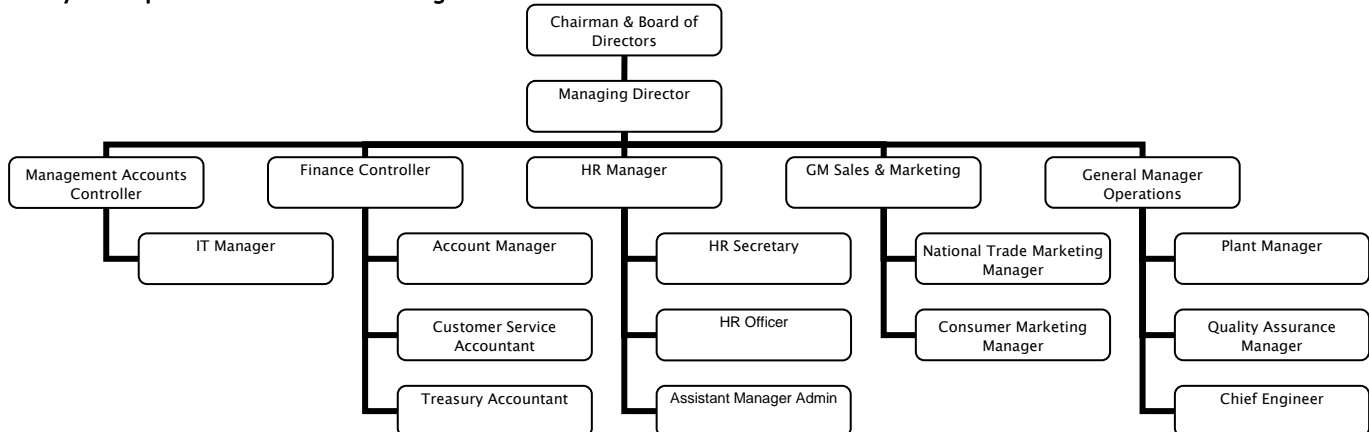 Chairman & Board of
Directors
Managing Director
Management Accounts
Controller
Finance Controller
HR Manager
GM Sales & Marketing
General Manager
Operations
IT Manager
Account Manager
HR Secretary
National Trade Marketing
Manager
Plant Manager
Customer Service
Accountant
HR Officer
Consumer Marketing
Manager
Quality Assurance
Manager
Treasury Accountant
Assistant Manager Admin
Chief Engineer